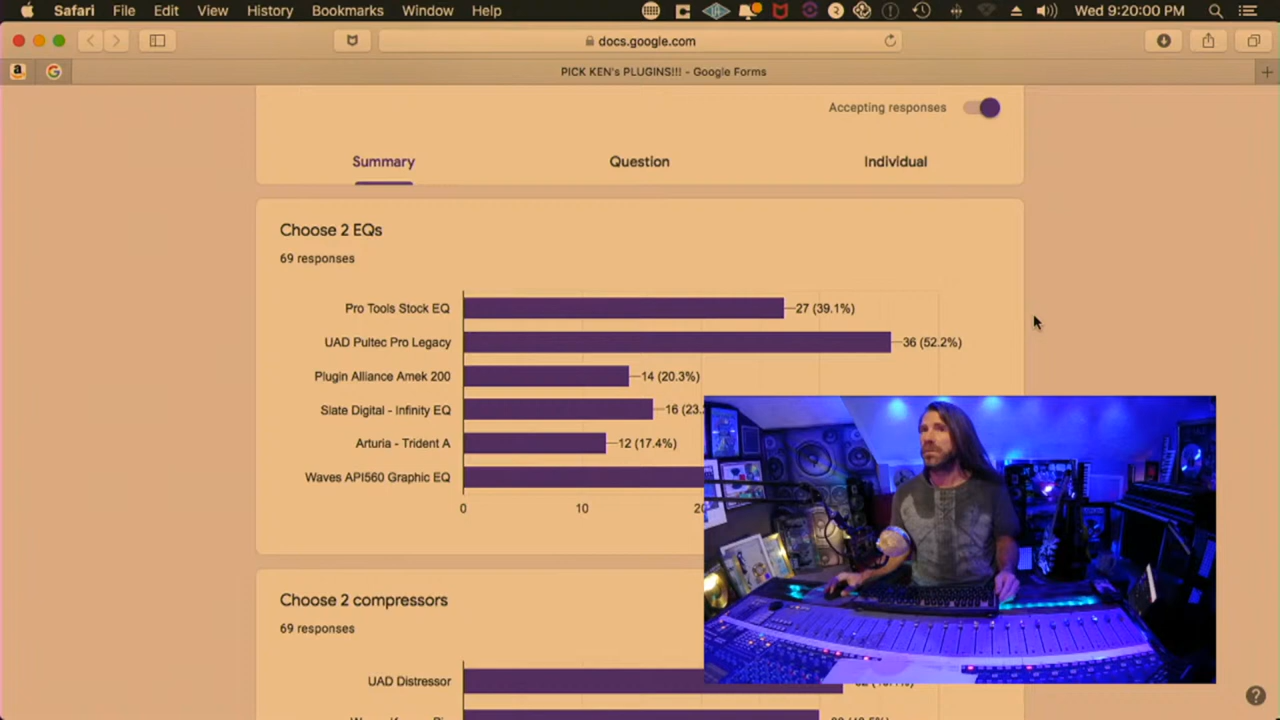 Safari File Edit View History Bookmarks Window Help Wed 9:20:00 PM
docs.google.com
PICK KEN's PLUGINS!!! - Google Forms
Accepting responses
Summary Question Individual
Choose 2 EQs
69 responses
Pro Tools Stock EQ 27 (39.1%)
UAD Pultec Pro Legacy 36 (52.2%)
Plugin Alliance Amek 200 14 (20.3%)
Slate Digital - Infinity EQ 16 (23.
Arturia - Trident A 12 (17.4%)
Waves API560 Graphic EQ
0 10 20
Choose 2 compressors
69 responses
UAD Distressor